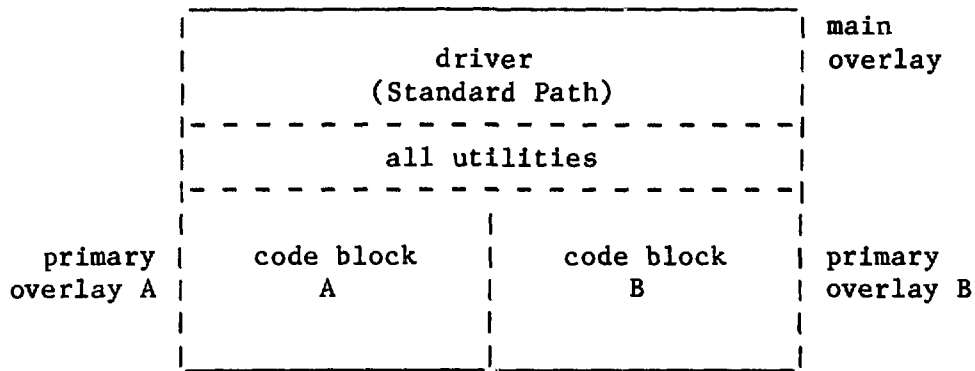 main
overlay
driver
(Standard Path)
all utilities
primary
overlay A
code block
A
code block
B
primary
overlay B